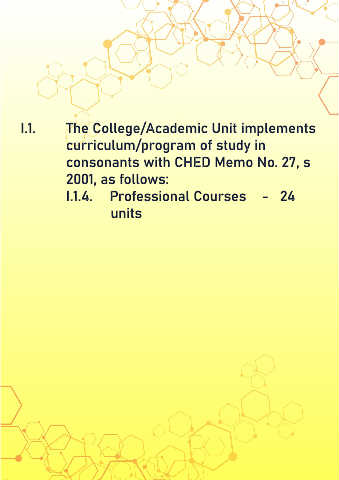 I.1. The College/Academic Unit implements
curriculum/program of study in
consonants with CHED Memo No. 27, s
2001, as follows:
I.1.4. Professional Courses - 24
units